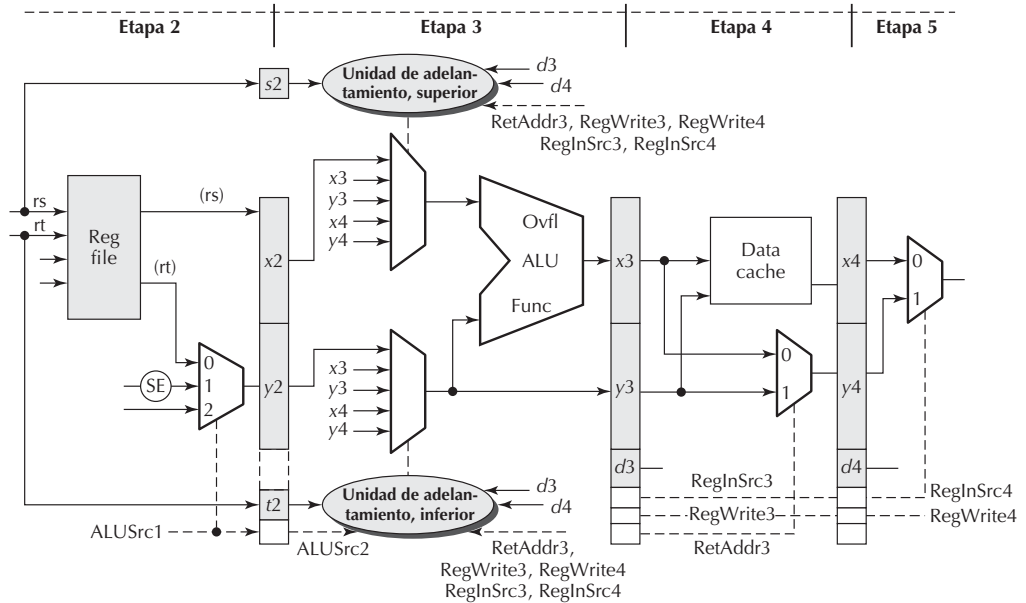 Etapa 2 Etapa 3 Etapa 4 Etapa 5
s2
Unidad de adelan-
tamiento, superior
d3
d4
RetAddr3, RegWrite3, RegWrite4
RegInSrc3, RegInSrc4
rs
rt
Reg
file
(rs)
(rt)
x2
x3
y3
x4
y4
Ovfl
ALU
Func
x3
Data
cache
x4
0
1
SE
0
1
2
y2
x3
y3
x4
y4
y3
0
1
y4
d3
d4
t2
Unidad de adelan-
tamiento, inferior
d3
d4
RegInSrc3
RegInSrc4
RegWrite3
RegWrite4
ALUSrc1
ALUSrc2
RetAddr3,
RegWrite3, RegWrite4
RegInSrc3, RegInSrc4
RetAddr3